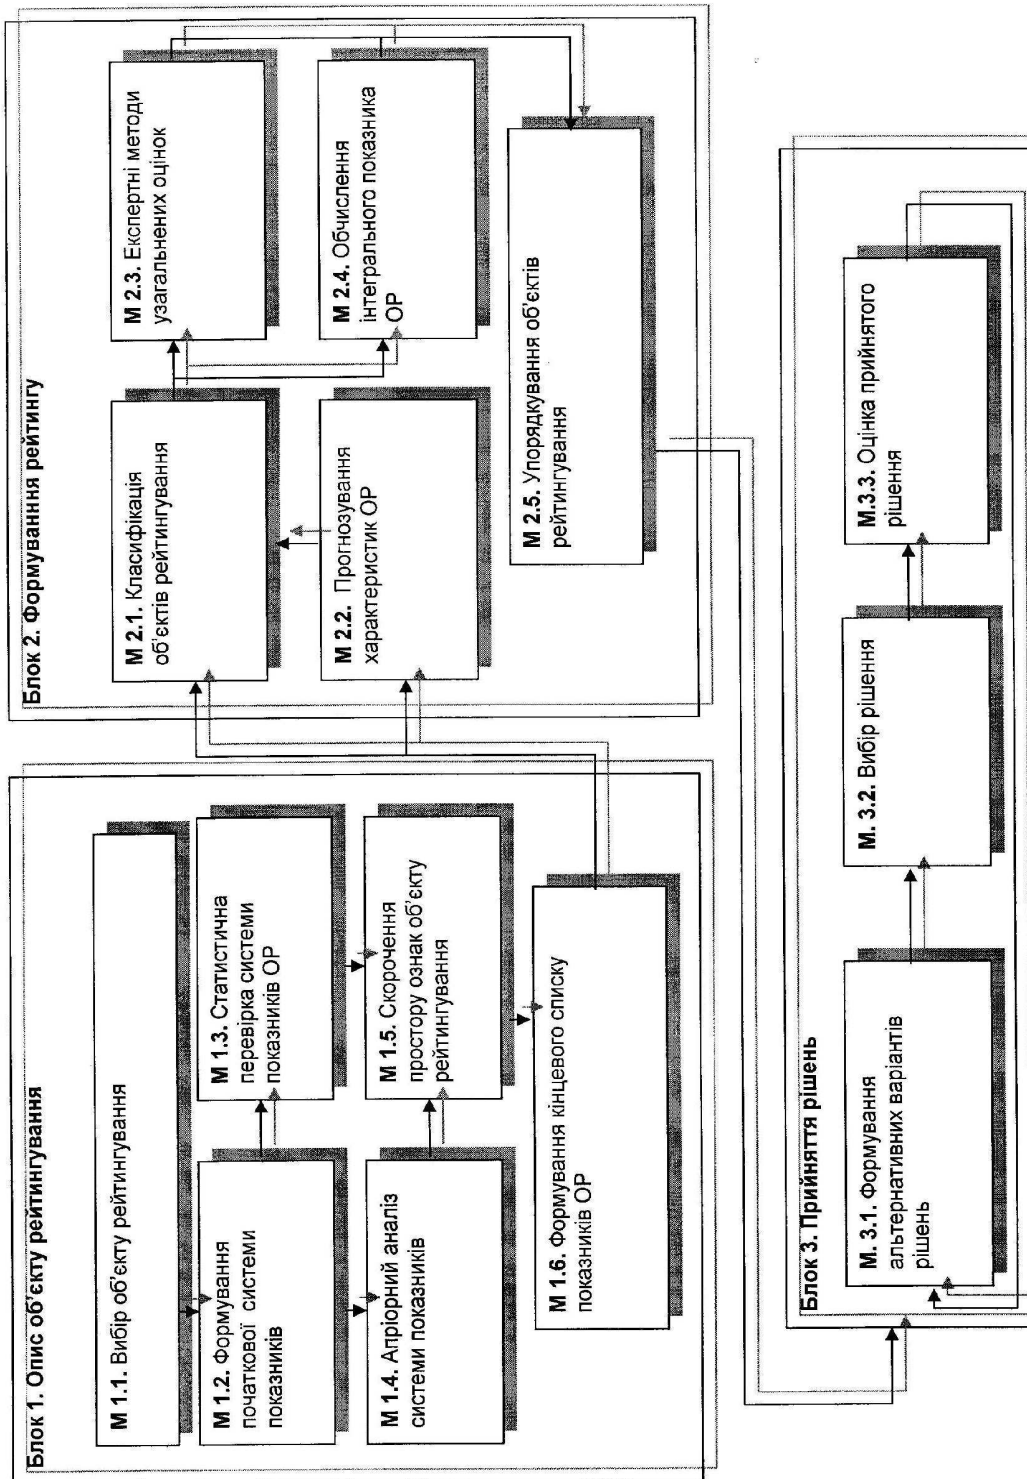 Блок 1. Опис об’єкту рейтингування
М 1.1. Вибір об’єкту рейтингування
М 1.2. Формування
початкової системи
показників
М 1.3. Статистична
перевірка системи
показників ОР
М 1.4. Апріорний аналіз
системи показників
М 1.5. Скорочення
простору ознак об’єкту
рейтингування
М 1.6. Формування кінцевого списку
показників ОР
Блок 2. Формуванння рейтингу
М 2.1. Класифікація
об’єктів рейтингування
М 2.2. Прогнозування
характеристик ОР
М 2.3. Експертні методи
узагальнених оцінок
М 2.4. Обчислення
інтегрального показника
ОР
М 2.5. Упорядкування об’єктів
рейтингування
Блок 3. Прийняття рішень
М. 3.1. Формування
альтернативних варіантів
рішень
М. 3.2. Вибір рішення
М.3.3. Оцінка прийнятого
рішення